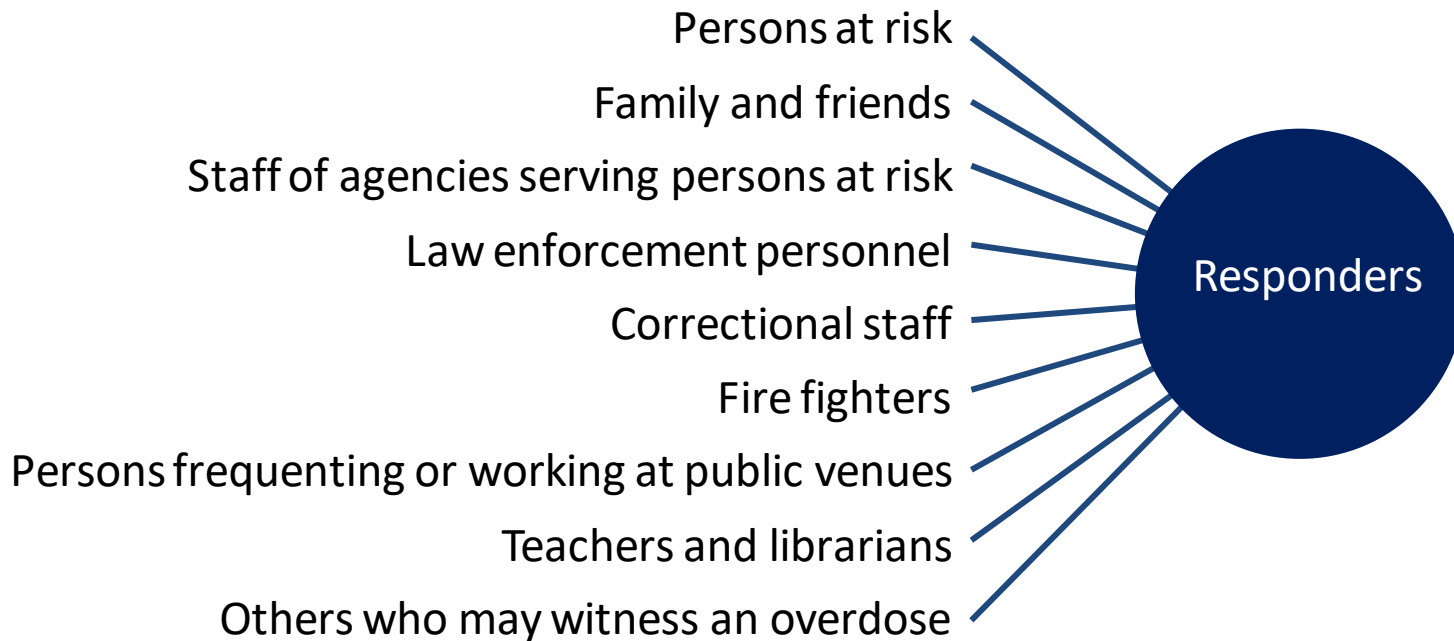 Persons at risk
Family and friends
Staff of agencies serving persons at risk
Law enforcement personnel
Responders
Correctional staff
Fire fighters
Persons frequenting or working at public venues
Teachers and librarians
Others who may witness an overdose